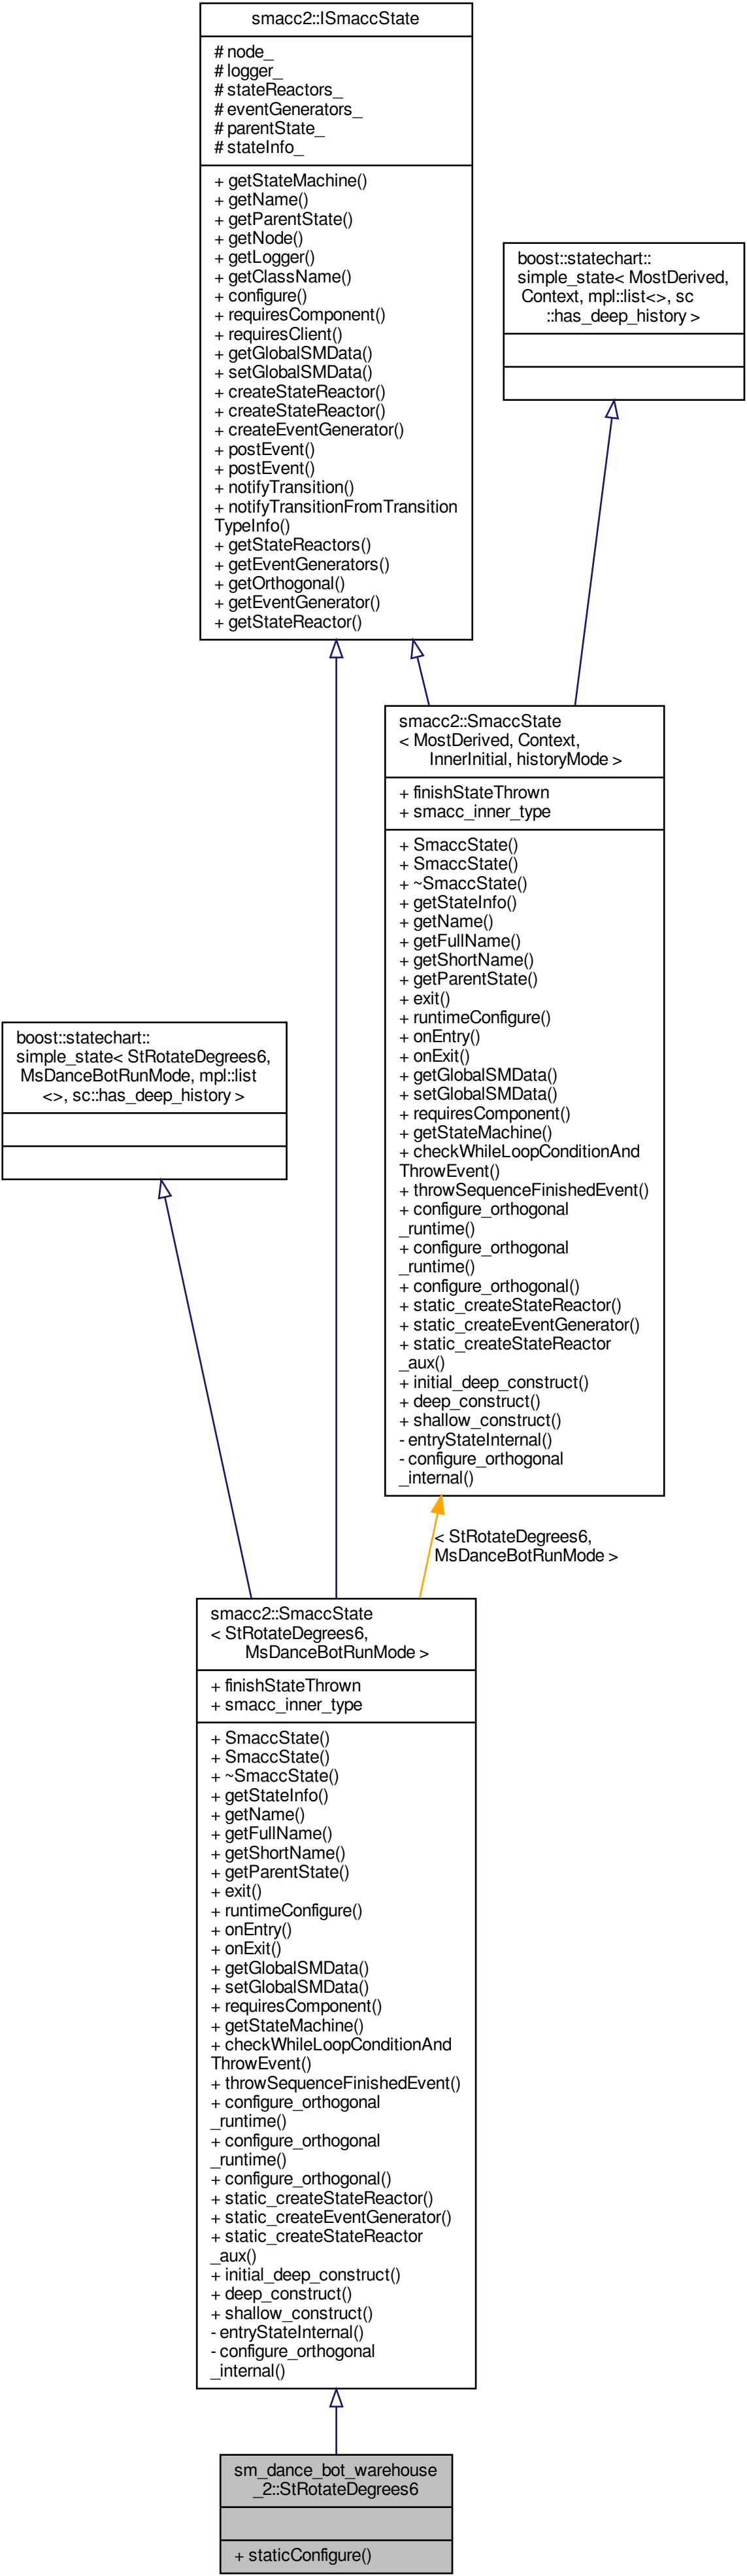 smacc2::ISmaccState
# node_
# logger_
# stateReactors_
# eventGenerators_
# parentState_
# stateInfo_
+ getStateMachine()
+ getName()
+ getParentState()
+ getNode()
+ getLogger()
+ getClassName()
+ configure()
+ requiresComponent()
+ requiresClient()
+ getGlobalSMData()
+ setGlobalSMData()
+ createStateReactor()
+ createStateReactor()
+ createEventGenerator()
+ postEvent()
+ postEvent()
+ notifyTransition()
+ notifyTransitionFromTransition
TypeInfo()
+ getStateReactors()
+ getEventGenerators()
+ getOrthogonal()
+ getEventGenerator()
+ getStateReactor()
boost::statechart::
simple_state< MostDerived,
Context, mpl::list<>, sc
::has_deep_history >
smacc2::SmaccState
< MostDerived, Context,
InnerInitial, historyMode >
+ finishStateThrown
+ smacc_inner_type
+ SmaccState()
+ SmaccState()
+ ~SmaccState()
+ getStateInfo()
+ getName()
+ getFullName()
+ getShortName()
+ getParentState()
+ exit()
+ runtimeConfigure()
+ onEntry()
+ onExit()
+ getGlobalSMData()
+ setGlobalSMData()
+ requiresComponent()
+ getStateMachine()
+ checkWhileLoopConditionAnd
ThrowEvent()
+ throwSequenceFinishedEvent()
+ configure_orthogonal
_runtime()
+ configure_orthogonal
_runtime()
+ configure_orthogonal()
+ static_createStateReactor()
+ static_createEventGenerator()
+ static_createStateReactor
_aux()
+ initial_deep_construct()
+ deep_construct()
+ shallow_construct()
- entryStateInternal()
- configure_orthogonal
_internal()
boost::statechart::
simple_state< StRotateDegrees6,
MsDanceBotRunMode, mpl::list
<>, sc::has_deep_history >
< StRotateDegrees6,
MsDanceBotRunMode >
smacc2::SmaccState
< StRotateDegrees6,
MsDanceBotRunMode >
+ finishStateThrown
+ smacc_inner_type
+ SmaccState()
+ SmaccState()
+ ~SmaccState()
+ getStateInfo()
+ getName()
+ getFullName()
+ getShortName()
+ getParentState()
+ exit()
+ runtimeConfigure()
+ onEntry()
+ onExit()
+ getGlobalSMData()
+ setGlobalSMData()
+ requiresComponent()
+ getStateMachine()
+ checkWhileLoopConditionAnd
ThrowEvent()
+ throwSequenceFinishedEvent()
+ configure_orthogonal
_runtime()
+ configure_orthogonal
_runtime()
+ configure_orthogonal()
+ static_createStateReactor()
+ static_createEventGenerator()
+ static_createStateReactor
_aux()
+ initial_deep_construct()
+ deep_construct()
+ shallow_construct()
- entryStateInternal()
- configure_orthogonal
_internal()
sm_dance_bot_warehouse
_2::StRotateDegrees6
+ staticConfigure()